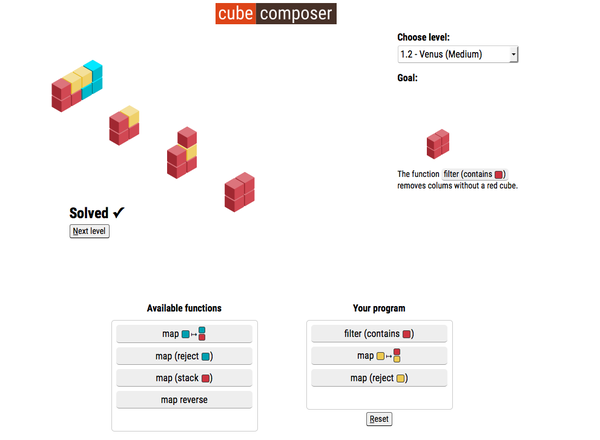 cube composer
Choose level:
1.2 - Venus (Medium)
Goal:
The function filter (contains )
removes colums without a red cube.
Solved ✓
Next level
Available functions
map ↦
map (reject )
map (stack )
map reverse
Your program
filter (contains )
map ↦
map (reject )
Reset